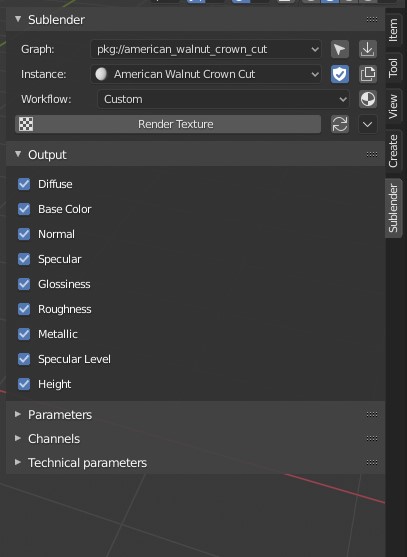 Sublender
Graph: pkg://american_walnut_crown_cut
Instance: American Walnut Crown Cut
Workflow: Custom
Render Texture
Output
Diffuse
Base Color
Normal
Specular
Glossiness
Roughness
Metallic
Specular Level
Height
Parameters
Channels
Technical parameters
Item
Tool
View
Create
Sublender